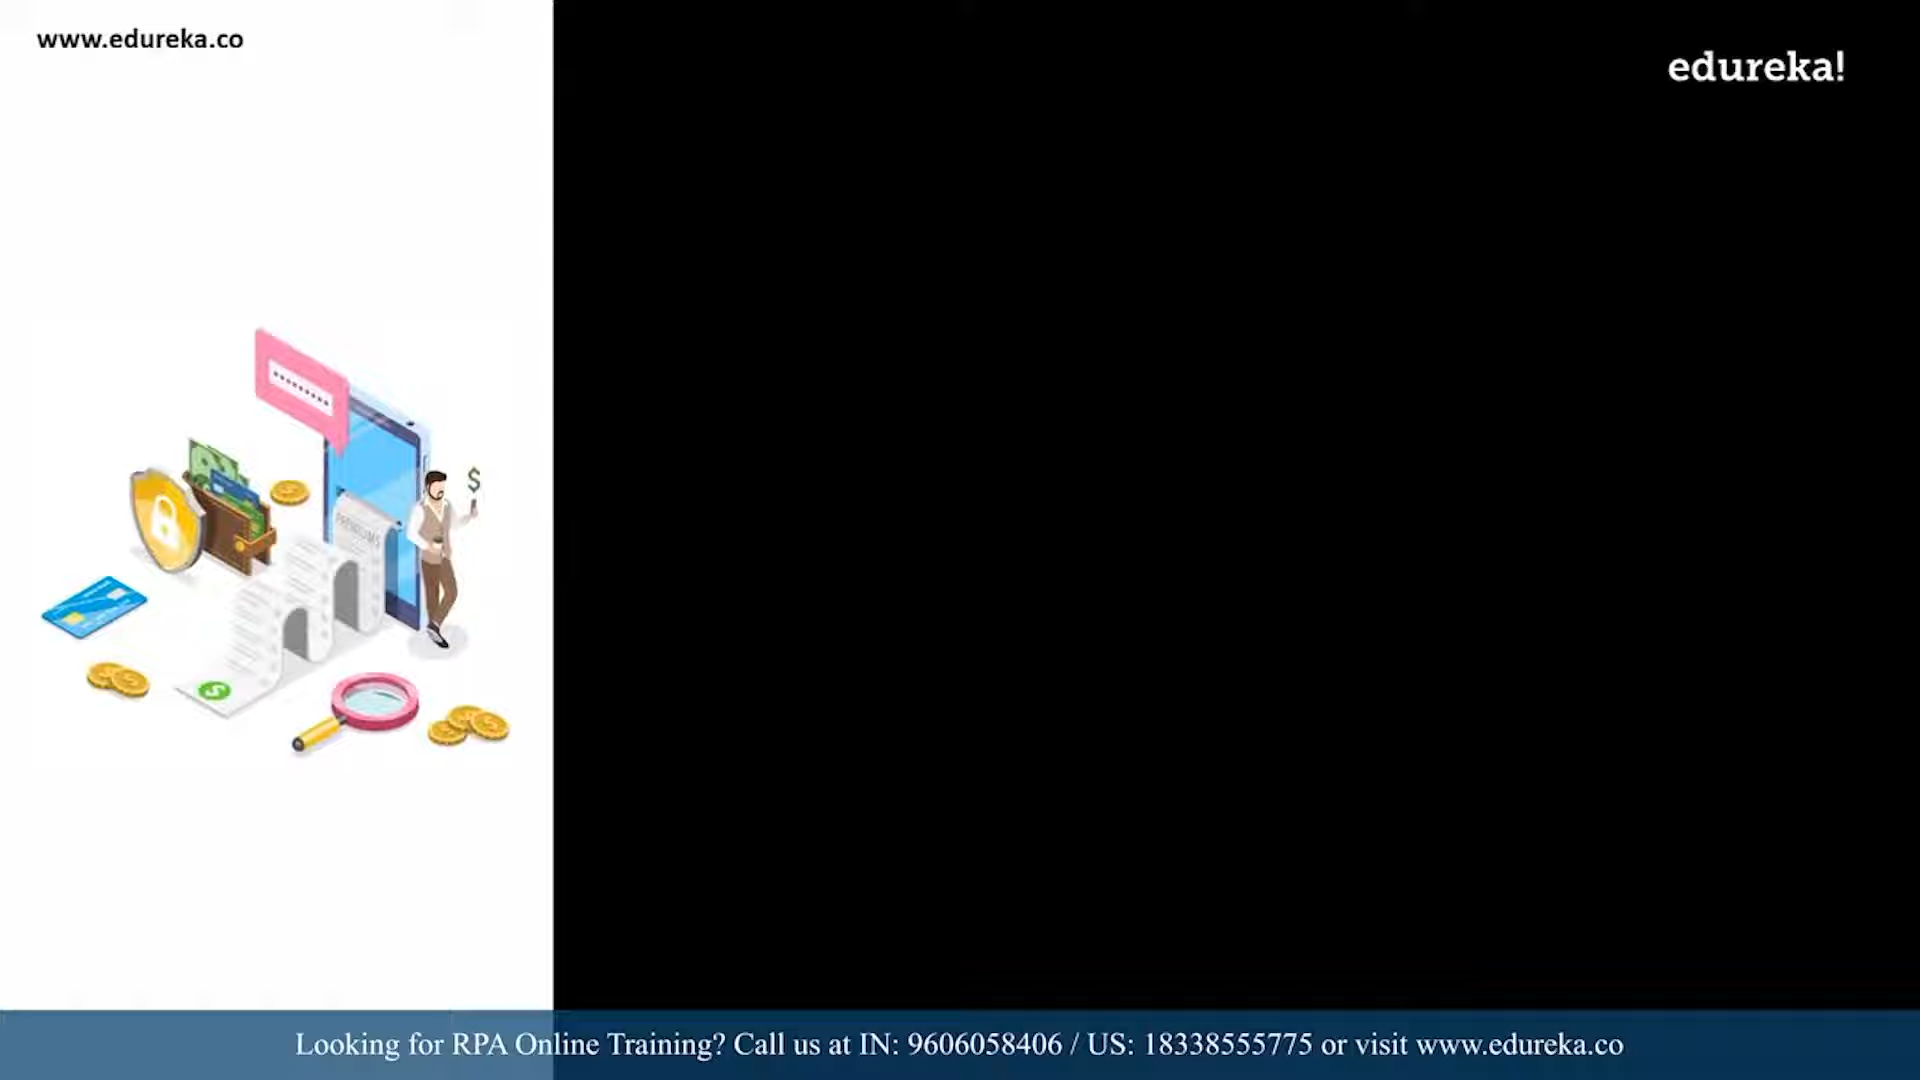 www.edureka.co
edureka!
PREMIUMS
Looking for RPA Online Training? Call us at IN: 9606058406 / US: 18338555775 or visit www.edureka.co